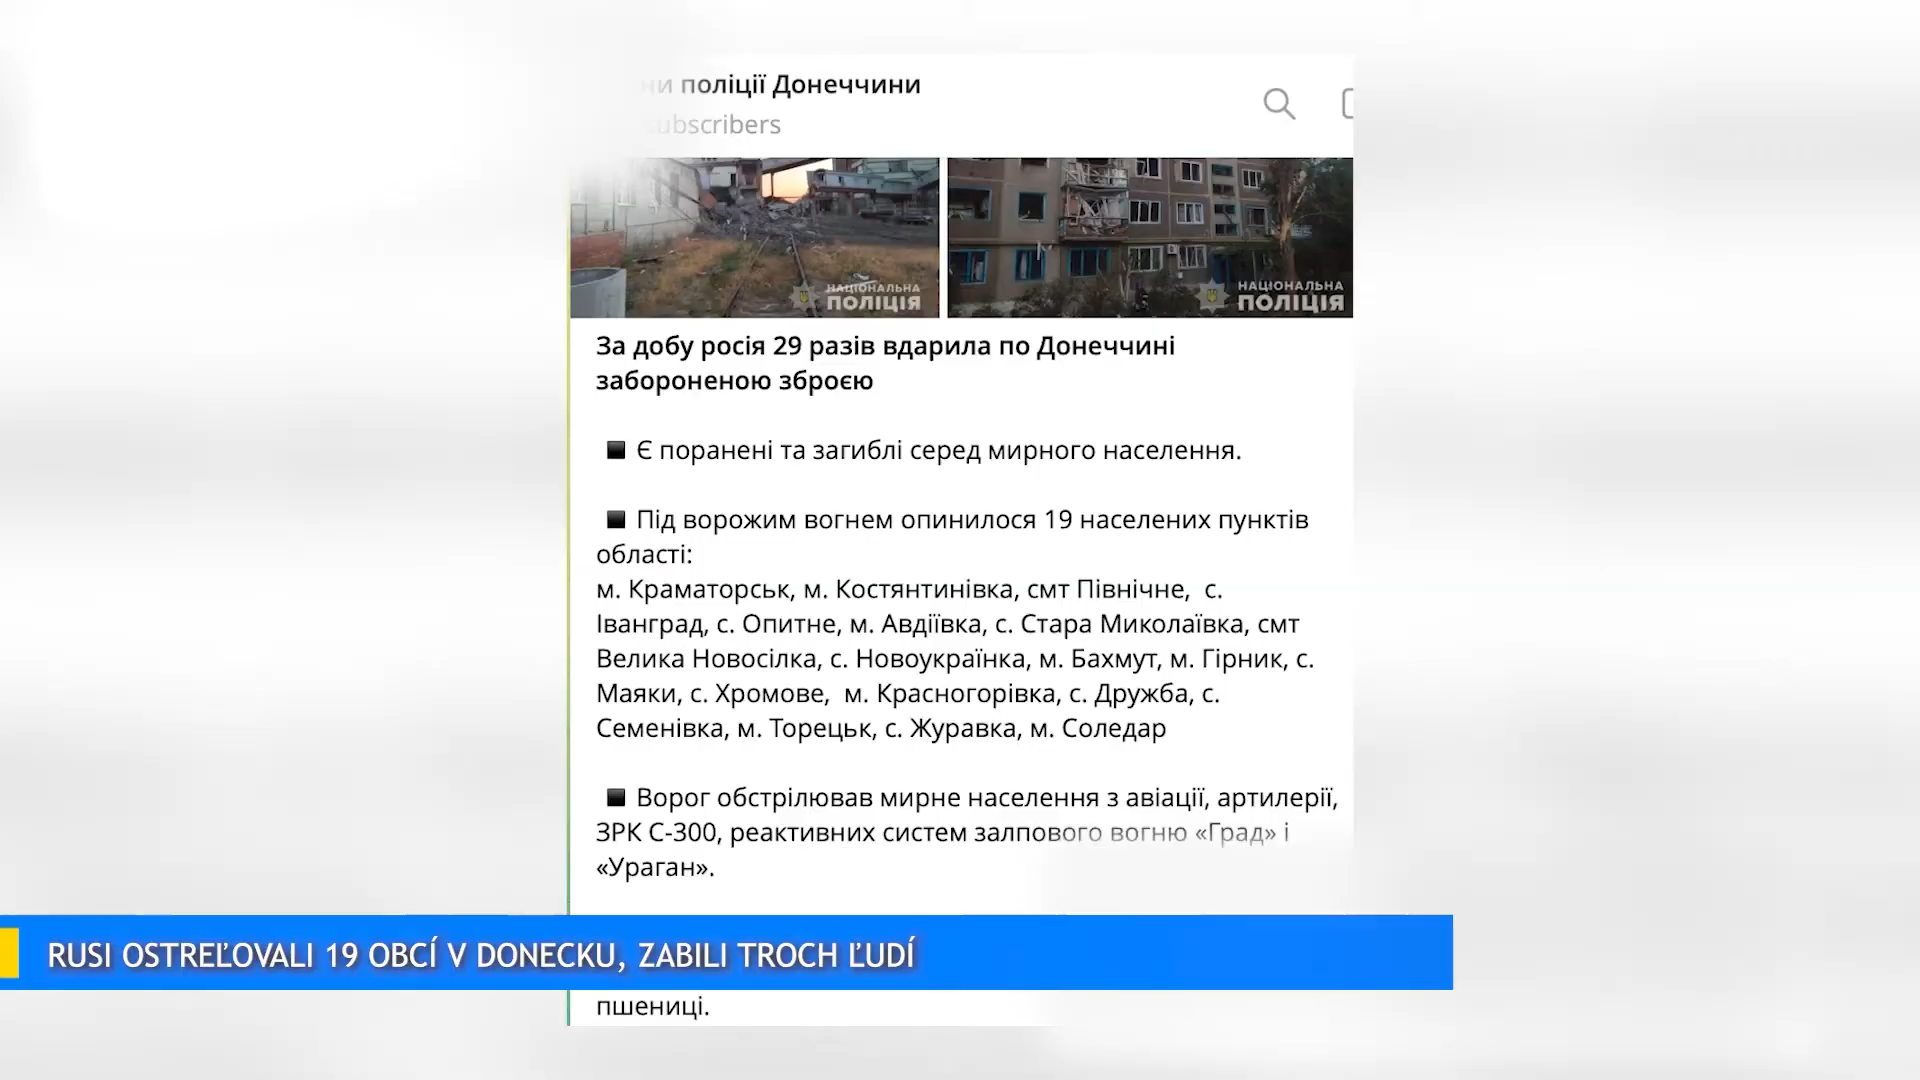 поліції Донеччини
subscribers
НАЦІОНАЛЬНА
ПОЛІЦІЯ
НАЦІОНАЛЬНА
ПОЛІЦІЯ
За добу росія 29 разів вдарила по Донеччині
забороненою зброєю
◼ Є поранені та загиблі серед мирного населення.
◼ Під ворожим вогнем опинилося 19 населених пунктів
області:
м. Краматорськ, м. Костянтинівка, смт Північне, с.
Іванград, с. Опитне, м. Авдіївка, с. Стара Миколаївка, смт
Велика Новосілка, с. Новоукраїнка, м. Бахмут, м. Гірник, с.
Маяки, с. Хромове, м. Красногорівка, с. Дружба, с.
Семенівка, м. Торецьк, с. Журавка, м. Соледар
◼ Ворог обстрілював мирне населення з авіації, артилерії,
ЗРК С-300, реактивних систем залпового вогню «Град» і
«Ураган».
RUSI OSTREĽOVALI 19 OBCÍ V DONECKU, ZABILI TROCH ĽUDÍ
пшениці.